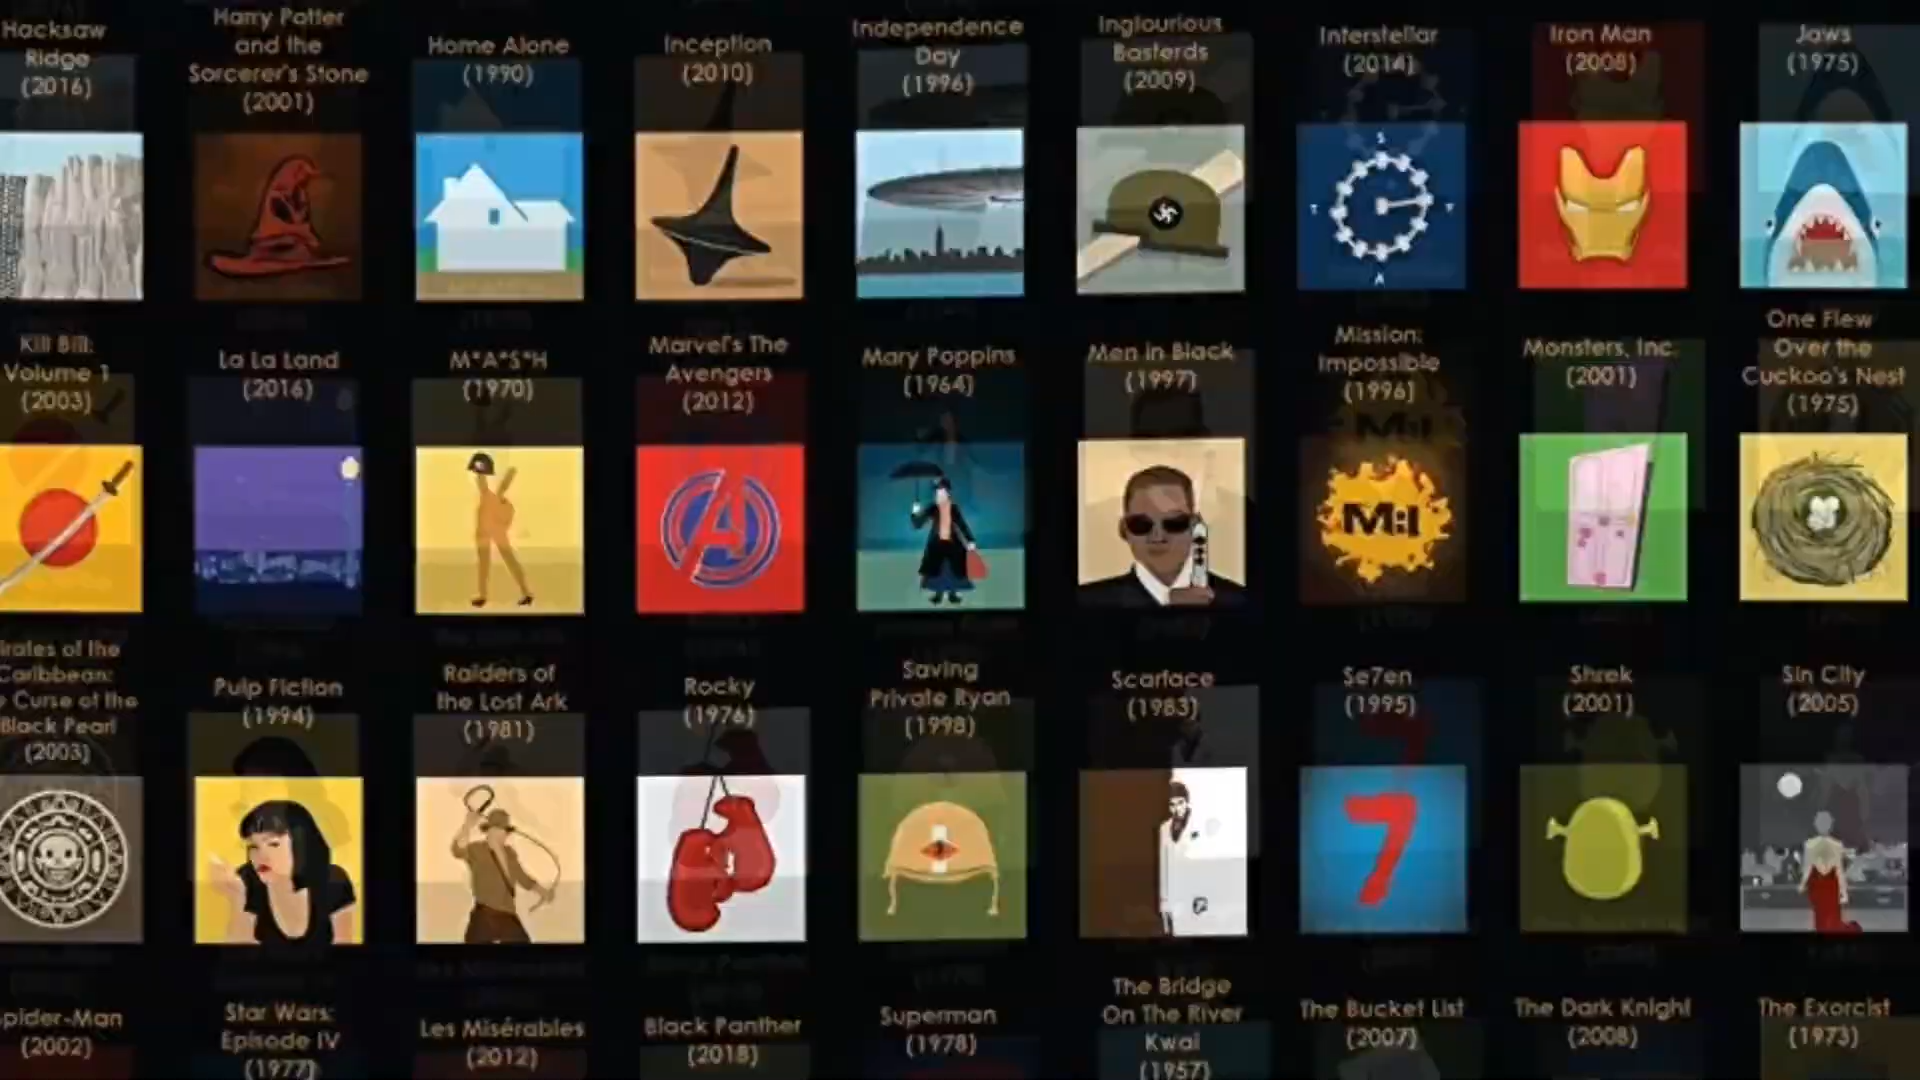 Hacksaw
Ridge
(2016)
Harry Potter
and the
Sorcerer's Stone
(2001)
Home Alone
(1990)
Inception
(2010)
Independence
Day
(1996)
Inglourious
Basterds
(2009)
Interstellar
(2014)
S
T
T
A
Iron Man
(2008)
Jaws
(1975)
Kill Bill:
Volume 1
(2003)
La La Land
(2016)
M*A*S*H
(1970)
Marvel's The
Avengers
(2012)
A
Mary Poppins
(1964)
Men in Black
(1997)
Mission:
Impossible
(1996)
M:I
M:I
Monsters, Inc.
(2001)
One Flew
Over the
Cuckoo's Nest
(1975)
irates of the
Caribbean:
e Curse of the
Black Pearl
(2003)
Pulp Fiction
(1994)
Raiders of
the Lost Ark
(1981)
Rocky
(1976)
Saving
Private Ryan
(1998)
Scarface
(1983)
Se7en
(1995)
7
Shrek
(2001)
Sin City
(2005)
pider-Man
(2002)
Star Wars:
Episode IV
(1977)
Les Misérables
(2012)
Black Panther
(2018)
Superman
(1978)
The Bridge
On The River
Kwai
(1957)
The Bucket List
(2007)
The Dark Knight
(2008)
The Exorcist
(1973)